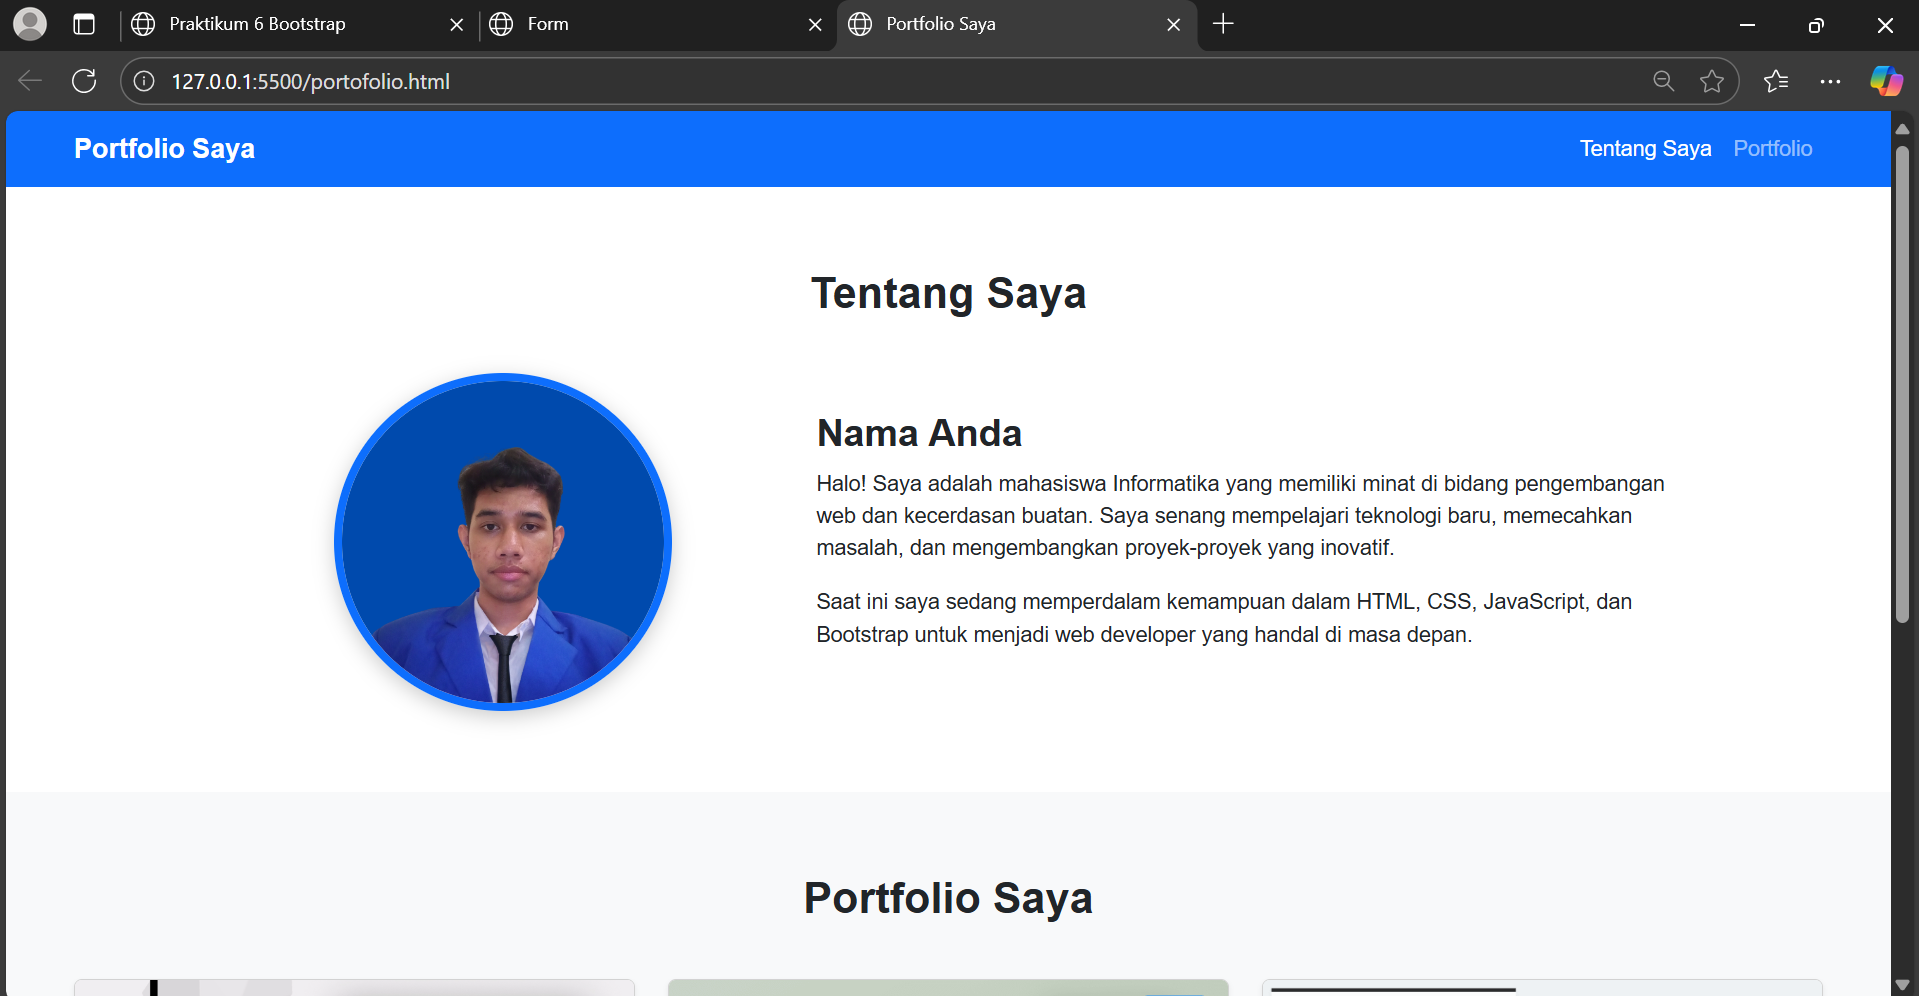 Praktikum 6 Bootstrap
Form
Portfolio Saya
127.0.0.1:5500/portofolio.html
Portfolio Saya
Tentang Saya
Portfolio
Tentang Saya
Nama Anda
Halo! Saya adalah mahasiswa Informatika yang memiliki minat di bidang pengembangan
web dan kecerdasan buatan. Saya senang mempelajari teknologi baru, memecahkan
masalah, dan mengembangkan proyek-proyek yang inovatif.
Saat ini saya sedang memperdalam kemampuan dalam HTML, CSS, JavaScript, dan
Bootstrap untuk menjadi web developer yang handal di masa depan.
Portfolio Saya